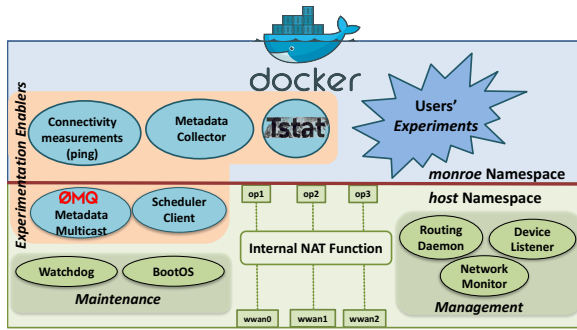 docker
Experimentation Enablers
Connectivity
measurements
(ping)
Metadata
Collector
Tstat
Users'
Experiments
monroe Namespace
host Namespace
ØMQ
Metadata
Multicast
Scheduler
Client
op1
op2
op3
Internal NAT Function
wwan0
wwan1
wwan2
Watchdog
BootOS
Maintenance
Routing
Daemon
Device
Listener
Network
Monitor
Management